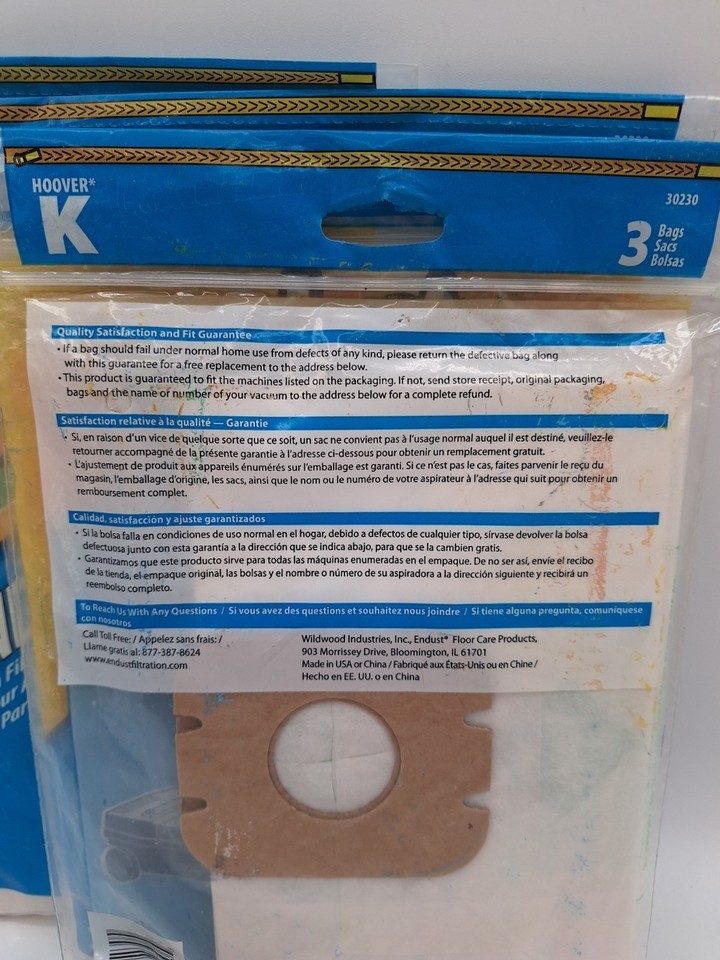 HOOVER*
K
30230
3 Bags
Sacs
Bolsas
Quality Satisfaction and Fit Guarantee
• If a bag should fail under normal home use from defects of any kind, please return the defective bag along
with this guarantee for a free replacement to the address below.
• This product is guaranteed to fit the machines listed on the packaging. If not, send store receipt, original packaging,
bags and the name or number of your vacuum to the address below for a complete refund.
Satisfaction relative à la qualité — Garantie
• Si, en raison d'un vice de quelque sorte que ce soit, un sac ne convient pas à l'usage normal auquel il est destiné, veuillez-le
retourner accompagné de la présente garantie à l'adresse ci-dessous pour obtenir un remplacement gratuit.
• L'ajustement de produit aux appareils énumérés sur l'emballage est garanti. Si ce n'est pas le cas, faites parvenir le reçu du
magasin, l'emballage d'origine, les sacs, ainsi que le nom ou le numéro de votre aspirateur à l'adresse qui suit pour obtenir un
remboursement complet.
Calidad, satisfacción y ajuste garantizados
• Si la bolsa falla en condiciones de uso normal en el hogar, debido a defectos de cualquier tipo, sírvase devolver la bolsa
defectuosa junto con esta garantía a la dirección que se indica abajo, para que se la cambien gratis.
• Garantizamos que este producto sirve para todas las máquinas enumeradas en el empaque. De no ser así, envíe el recibo
de la tienda, el empaque original, las bolsas y el nombre o número de su aspiradora a la dirección siguiente y recibirá un
reembolso completo.
To Reach Us With Any Questions / Si vous avez des questions et souhaitez nous joindre / Si tiene alguna pregunta, comuníquese
con nosotros
Call Toll Free: / Appelez sans frais: /
Llame gratis al: 877-387-8624
www.endustfiltration.com
Wildwood Industries, Inc., Endust® Floor Care Products,
903 Morrissey Drive, Bloomington, IL 61701
Made in USA or China / Fabriqué aux États-Unis ou en Chine /
Hecho en EE. UU. o en China